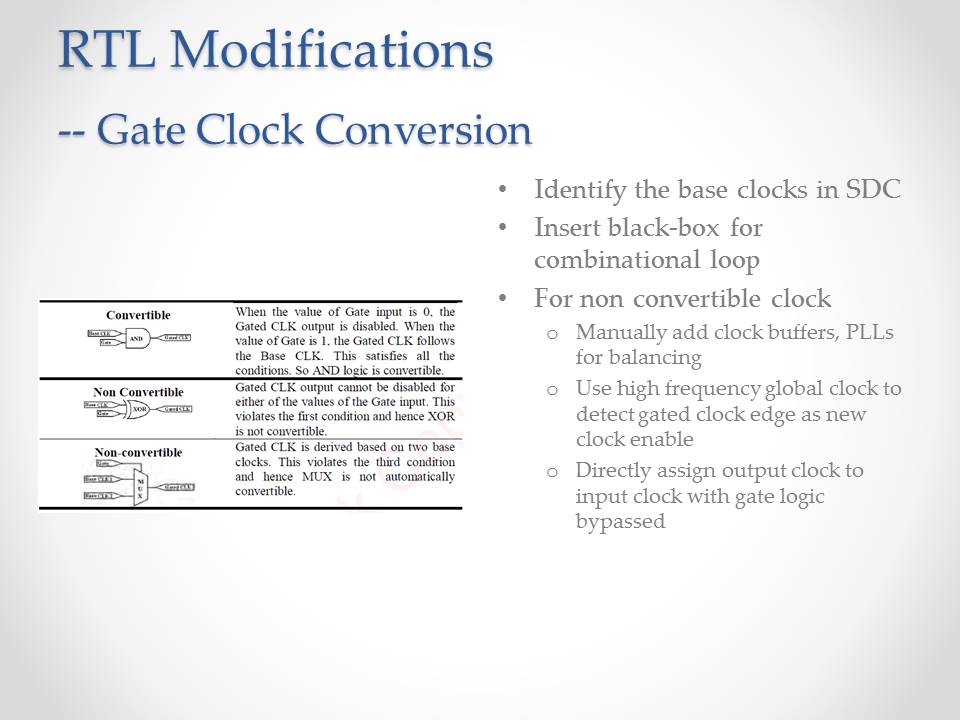 RTL Modifications
-- Gate Clock Conversion
• Identify the base clocks in SDC
• Insert black-box for
combinational loop
• For non convertible clock
o Manually add clock buffers, PLLs
for balancing
o Use high frequency global clock to
detect gated clock edge as new
clock enable
o Directly assign output clock to
input clock with gate logic
bypassed
Convertible
Base CLK
Gate
AND
Gated CLK
When the value of Gate input is 0, the
Gated CLK output is disabled. When the
value of Gate is 1, the Gated CLK follows
the Base CLK. This satisfies all the
conditions. So AND logic is convertible.
Non Convertible
Base CLK
Gate
XOR
Gated CLK
Gated CLK output cannot be disabled for
either of the values of the Gate input. This
violates the first condition and hence XOR
is not convertible.
Non-convertible
Gate
Base CLK 1
Base CLK 2
MUX
Gated CLK
Gated CLK is derived based on two base
clocks. This violates the third condition
and hence MUX is not automatically
convertible.